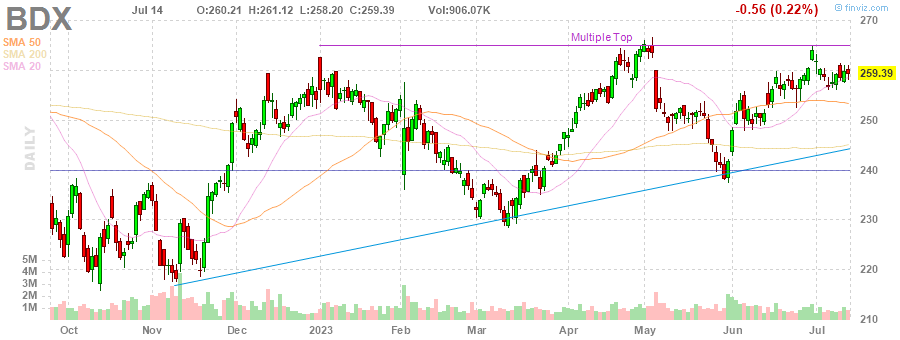 BDX Jul 14 O:260.21 H:261.12 L:258.20 C:259.39 Vol:906.07K -0.56 (0.22%) © finviz.com
SMA 50
SMA 200
SMA 20
Multiple Top
DAILY
270
259.39
250
240
230
220
210
5M
4M
3M
2M
1M
Oct Nov Dec 2023 Feb Mar Apr May Jun Jul